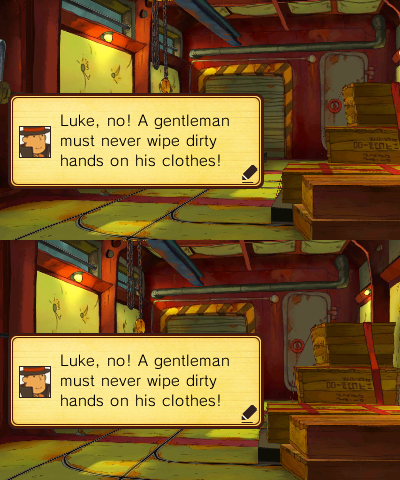 Luke, no! A gentleman
must never wipe dirty
hands on his clothes!
Luke, no! A gentleman
must never wipe dirty
hands on his clothes!